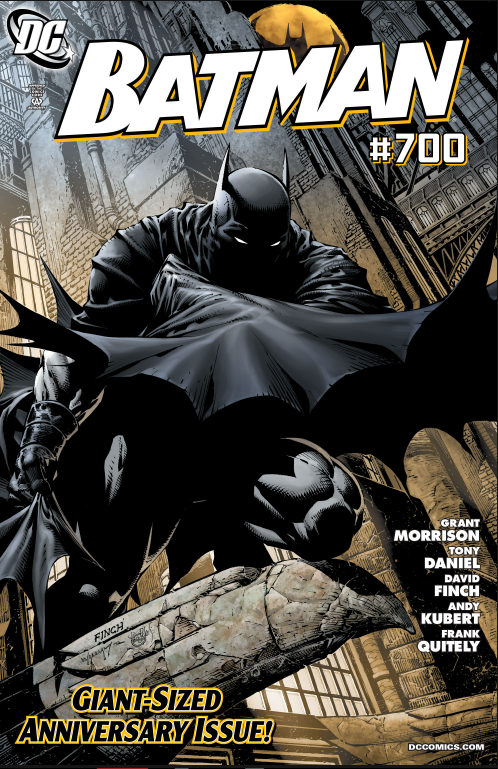 DC
BATMAN
#700
GRANT
MORRISON
TONY
DANIEL
DAVID
FINCH
ANDY
KUBERT
FRANK
QUITELY
FINCH
GIANT-SIZED
ANNIVERSARY ISSUE!
DCCOMICS.COM